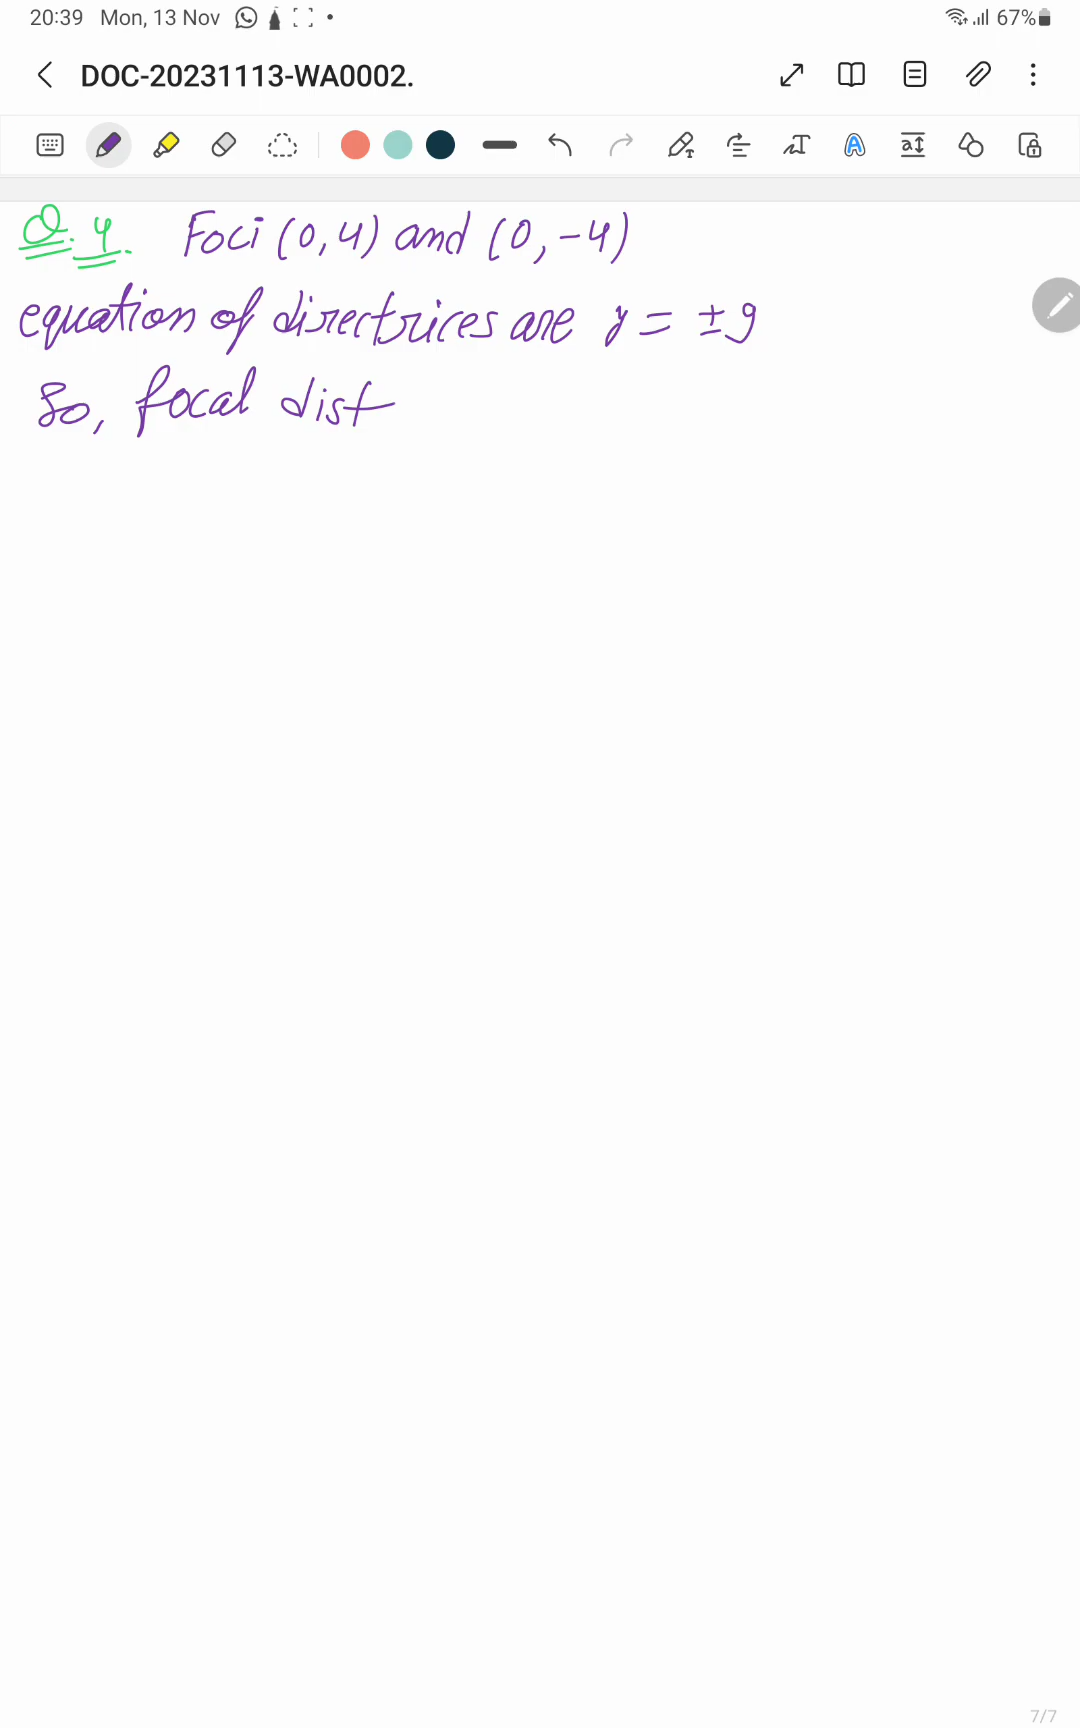 20:39 Mon, 13 Nov 67%
DOC-20231113-WA0002.
Q.4. Foci (0,4) and (0,-4)
equation of directrices are y = ±9
So, focal dist
7/7